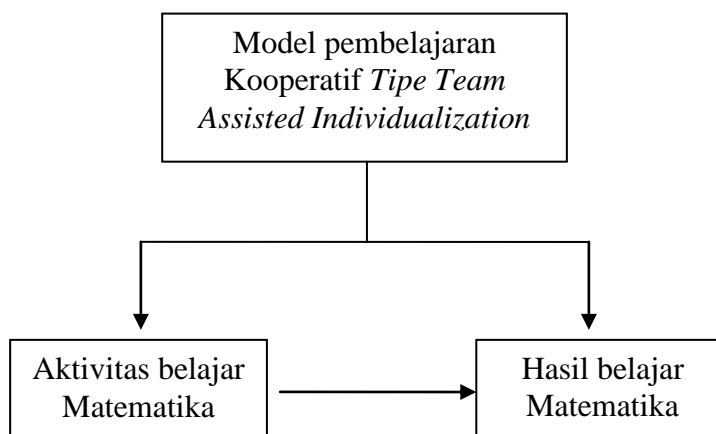 Model pembelajaran
Kooperatif Tipe Team
Assisted Individualization
Aktivitas belajar
Matematika
Hasil belajar
Matematika